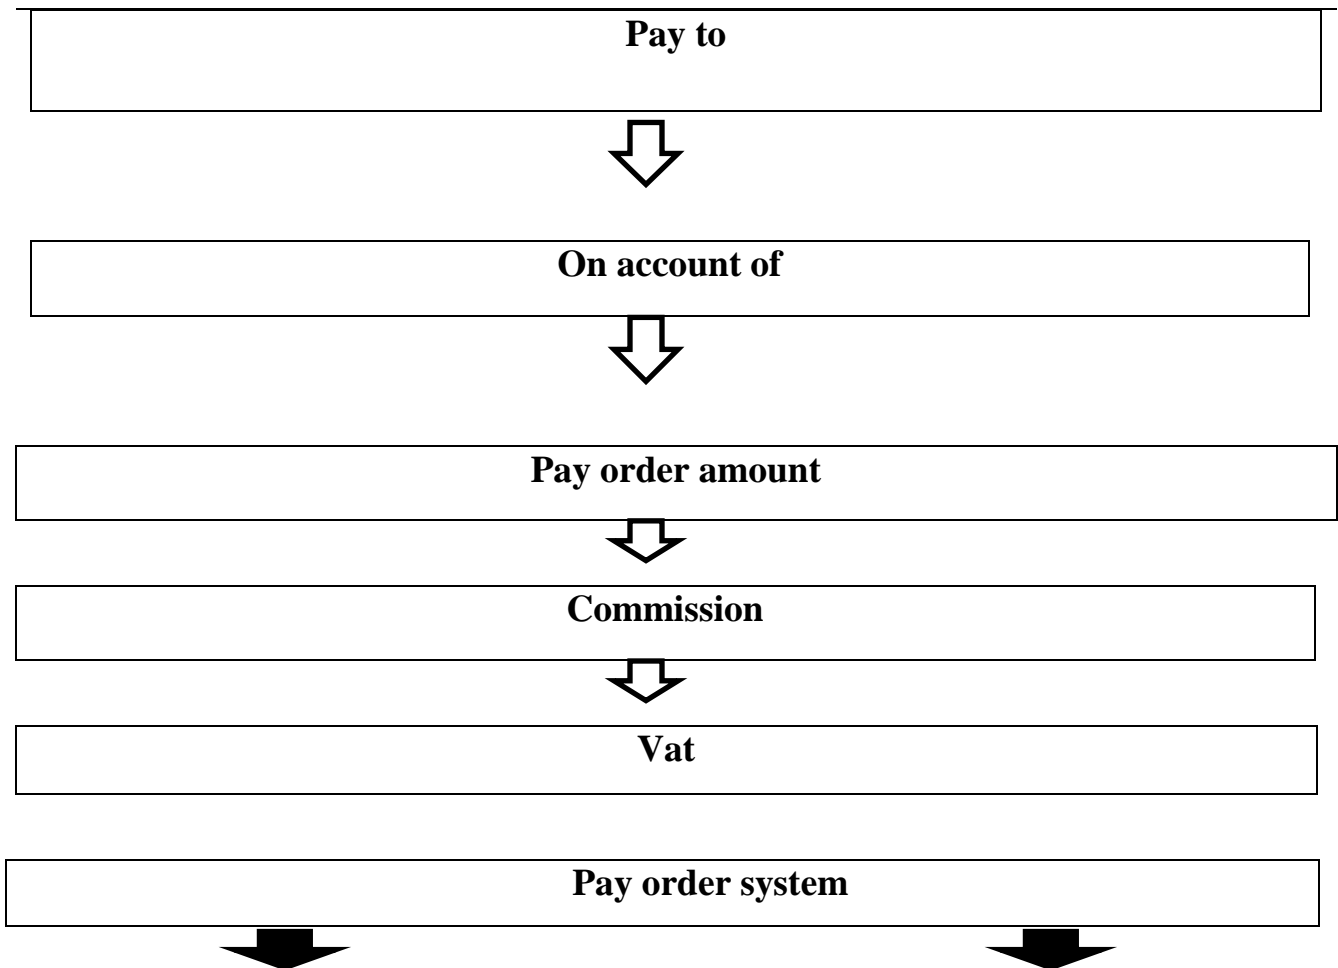 Pay to
On account of
Pay order amount
Commission
Vat
Pay order system